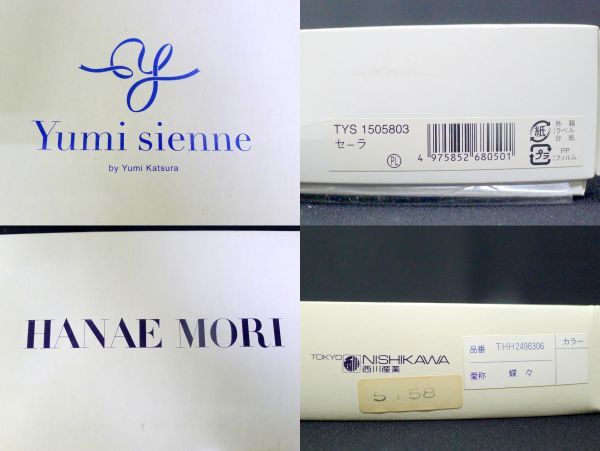 Yumi sienne
by Yumi Katsura
TYS 1505803
セーラ
PL
4 975852 680501
紙
外箱
ラベル
台紙
プラ
PP
フィルム
HANAE MORI
TOKYO NISHIKAWA
西川産業
品番 THH2496306 カラー
愛称 蝶々
5158